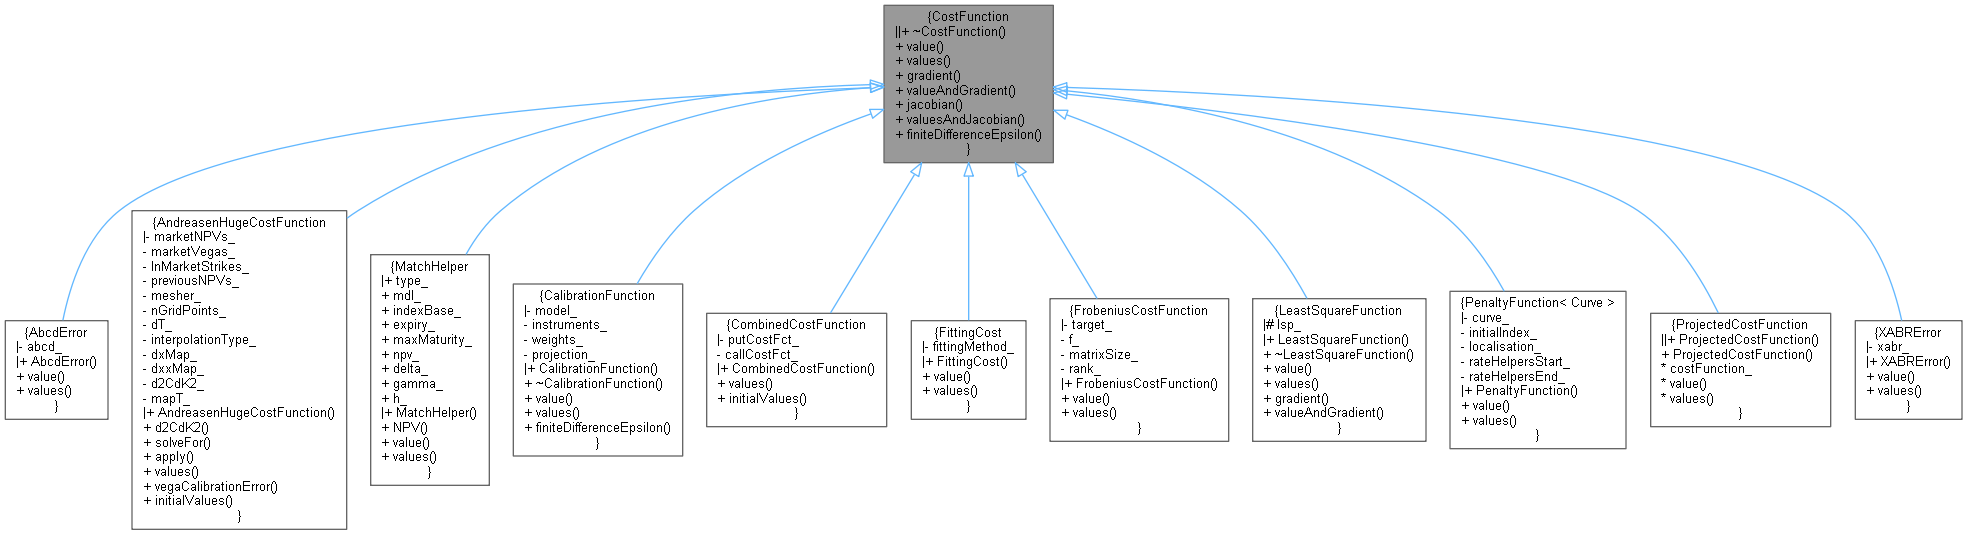 {CostFunction
||+ ~CostFunction()
+ value()
+ values()
+ gradient()
+ valueAndGradient()
+ jacobian()
+ valuesAndJacobian()
+ finiteDifferenceEpsilon()
}
{AbcdError
|- abcd_
|+ AbcdError()
+ value()
+ values()
}
{AndreasenHugeCostFunction
|- marketNPVs_
- marketVegas_
- lnMarketStrikes_
- previousNPVs_
- mesher_
- nGridPoints_
- dT_
- interpolationType_
- dxMap_
- dxxMap_
- d2CdK2_
- mapT_
|+ AndreasenHugeCostFunction()
+ d2CdK2()
+ solveFor()
+ apply()
+ values()
+ vegaCalibrationError()
+ initialValues()
}
{MatchHelper
|+ type_
+ mdl_
+ indexBase_
+ expiry_
+ maxMaturity_
+ npv_
+ delta_
+ gamma_
+ h_
|+ MatchHelper()
+ NPV()
+ value()
+ values()
}
{CalibrationFunction
|- model_
- instruments_
- weights_
- projection_
|+ CalibrationFunction()
+ ~CalibrationFunction()
+ value()
+ values()
+ finiteDifferenceEpsilon()
}
{CombinedCostFunction
|- putCostFct_
- callCostFct_
|+ CombinedCostFunction()
+ values()
+ initialValues()
}
{FittingCost
|- fittingMethod_
|+ FittingCost()
+ value()
+ values()
}
{FrobeniusCostFunction
|- target_
- f_
- matrixSize_
- rank_
|+ FrobeniusCostFunction()
+ value()
+ values()
}
{LeastSquareFunction
|# lsp_
|+ LeastSquareFunction()
+ ~LeastSquareFunction()
+ value()
+ values()
+ gradient()
+ valueAndGradient()
}
{PenaltyFunction< Curve >
|- curve_
- initialIndex_
- localisation_
- rateHelpersStart_
- rateHelpersEnd_
|+ PenaltyFunction()
+ value()
+ values()
}
{ProjectedCostFunction
||+ ProjectedCostFunction()
+ ProjectedCostFunction()
* costFunction_
* value()
* values()
}
{XABRError
|- xabr_
|+ XABRError()
+ value()
+ values()
}